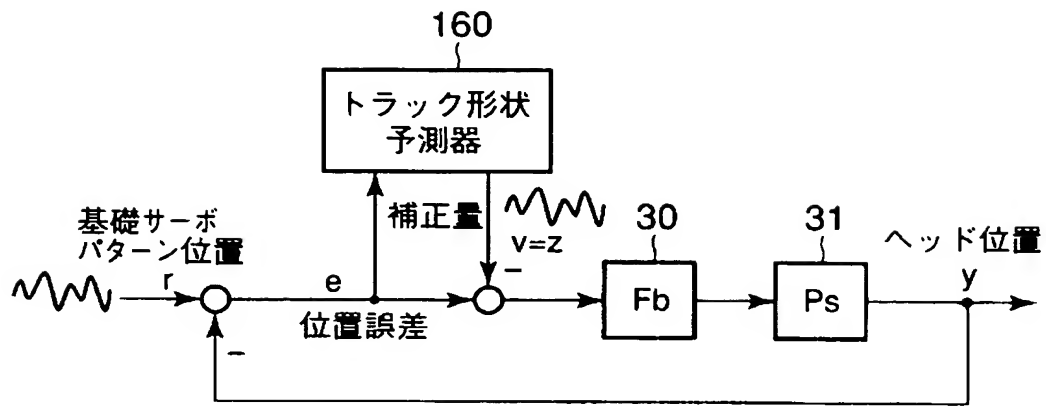 160
トラック形状
予測器
補正量
v=z
基礎サーボ
パターン位置
r
e
位置誤差
−
−
30
Fb
31
Ps
ヘッド位置
y